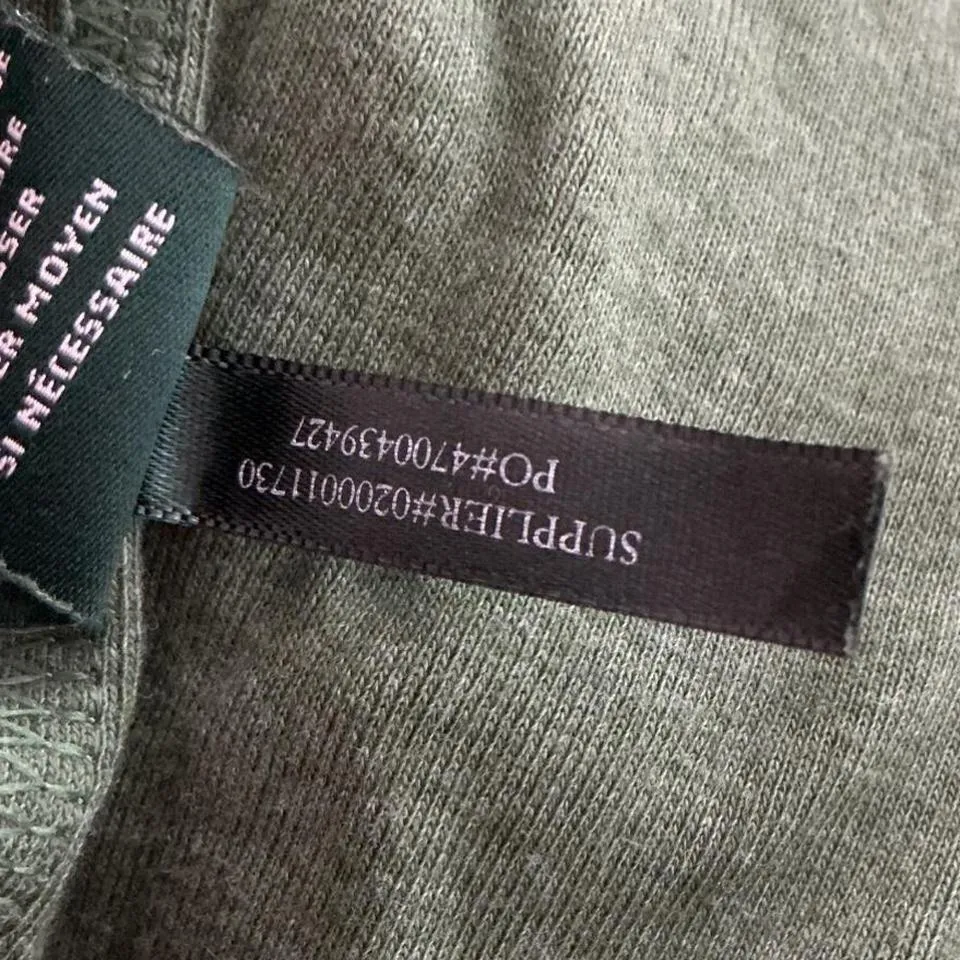 MOYEN
SI NÉCESSAIRE
SUPPLIER#0200011730
PO#4700439427